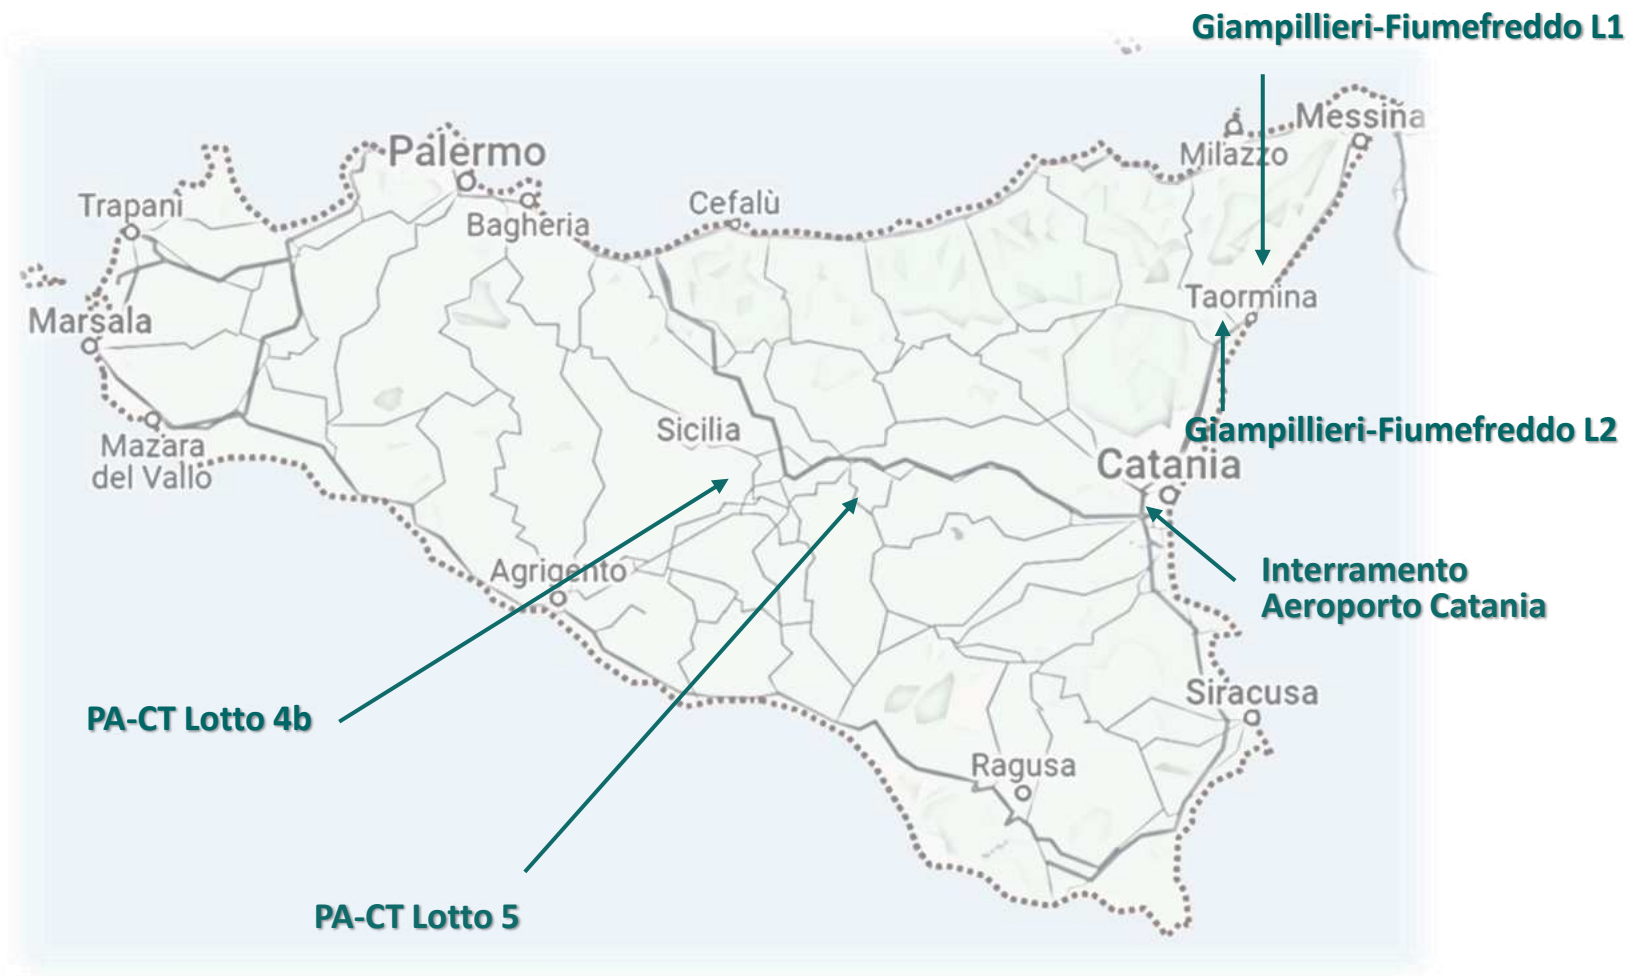 Giampillieri-Fiumefreddo L1
Messina
Milazzo
Palermo
Trapani
Bagheria
Cefalù
Taormina
Marsala
Sicilia
Giampillieri-Fiumefreddo L2
Mazara
del Vallo
Catania
Agrigento
Interramento
Aeroporto Catania
Siracusa
PA-CT Lotto 4b
Ragusa
PA-CT Lotto 5